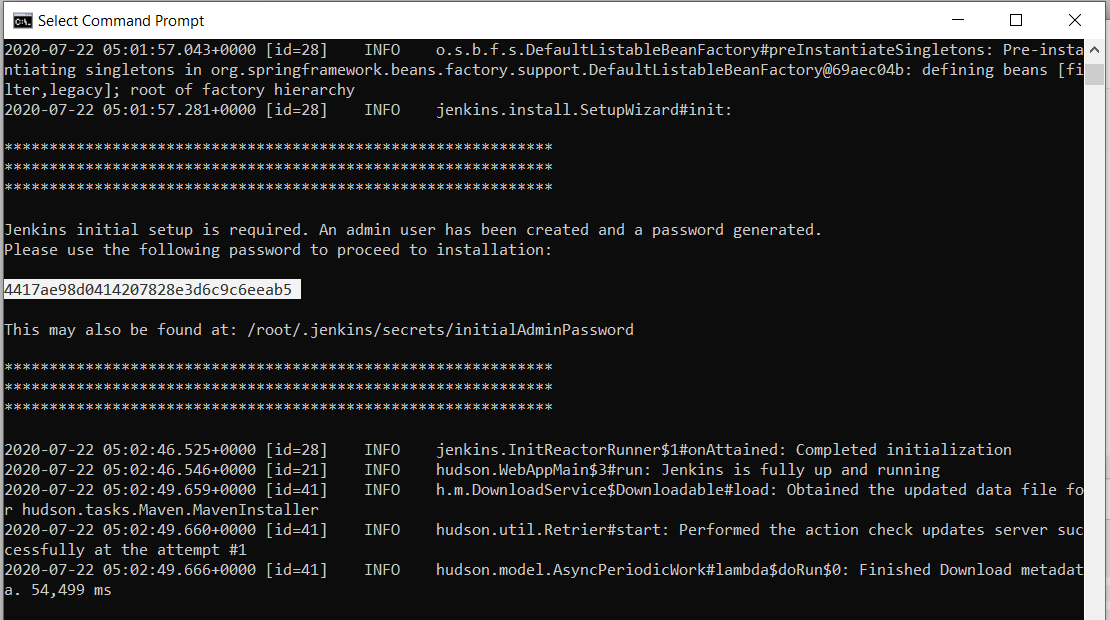 Select Command Prompt
2020-07-22 05:01:57.043+0000 [id=28]    INFO    o.s.b.f.s.DefaultListableBeanFactory#preInstantiateSingletons: Pre-insta
ntiating singletons in org.springframework.beans.factory.support.DefaultListableBeanFactory@69aec04b: defining beans [fi
lter,legacy]; root of factory hierarchy
2020-07-22 05:01:57.281+0000 [id=28]    INFO    jenkins.install.SetupWizard#init:
*************************************************************
*************************************************************
*************************************************************
Jenkins initial setup is required. An admin user has been created and a password generated.
Please use the following password to proceed to installation:
4417ae98d0414207828e3d6c9c6eeab5
This may also be found at: /root/.jenkins/secrets/initialAdminPassword
*************************************************************
*************************************************************
*************************************************************
2020-07-22 05:02:46.525+0000 [id=28]    INFO    jenkins.InitReactorRunner$1#onAttained: Completed initialization
2020-07-22 05:02:46.546+0000 [id=21]    INFO    hudson.WebAppMain$3#run: Jenkins is fully up and running
2020-07-22 05:02:49.659+0000 [id=41]    INFO    h.m.DownloadService$Downloadable#load: Obtained the updated data file fo
r hudson.tasks.Maven.MavenInstaller
2020-07-22 05:02:49.660+0000 [id=41]    INFO    hudson.util.Retrier#start: Performed the action check updates server suc
cessfully at the attempt #1
2020-07-22 05:02:49.666+0000 [id=41]    INFO    hudson.model.AsyncPeriodicWork#lambda$doRun$0: Finished Download metadat
a. 54,499 ms